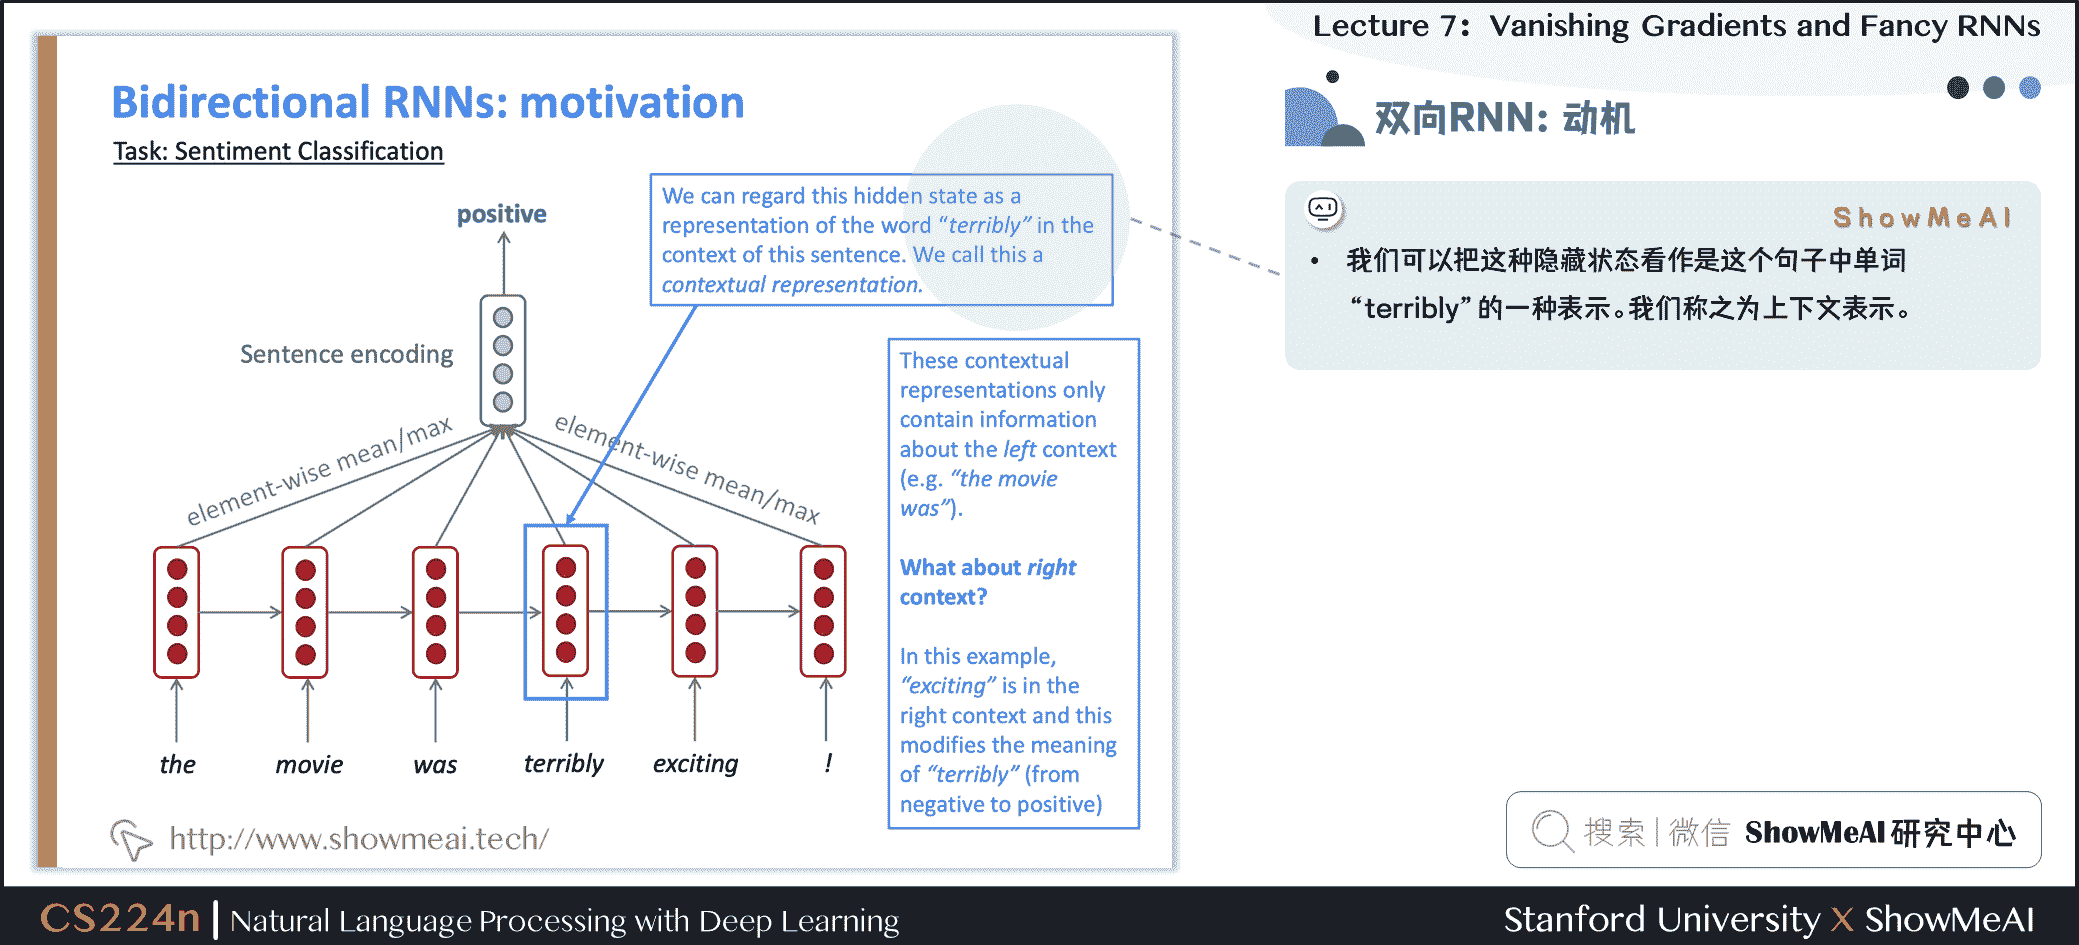 Lecture 7: Vanishing Gradients and Fancy RNNs
Bidirectional RNNs: motivation
Task: Sentiment Classification
We can regard this hidden state as a
representation of the word “terribly” in the
context of this sentence. We call this a
contextual representation.
positive
Sentence encoding
element-wise mean/max
element-wise mean/max
These contextual
representations only
contain information
about the left context
(e.g. “the movie
was”).
What about right
context?
In this example,
“exciting” is in the
right context and this
modifies the meaning
of “terribly” (from
negative to positive)
the movie was terribly exciting !
http://www.showmeai.tech/
双向RNN: 动机
ShowMeAI
• 我们可以把这种隐藏状态看作是这个句子中单词
“terribly”的一种表示。我们称之为上下文表示。
搜索|微信 ShowMeAI研究中心
CS224n | Natural Language Processing with Deep Learning
Stanford University X ShowMeAI